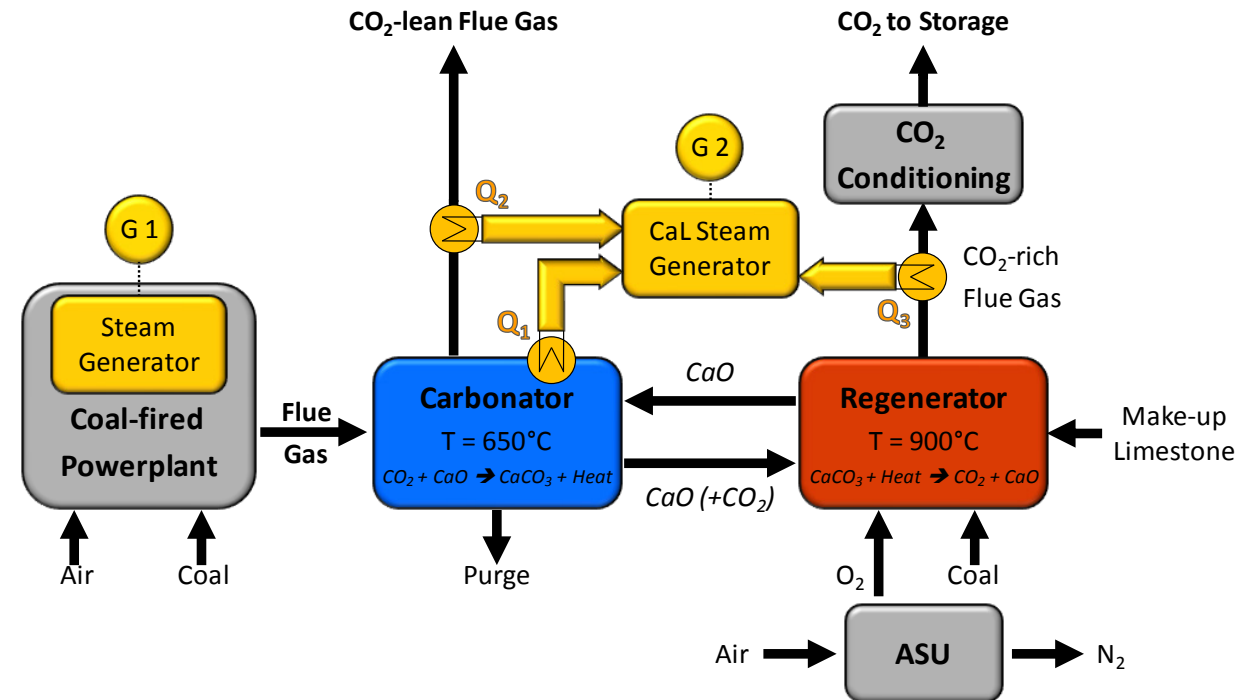 CO₂-lean Flue Gas
CO₂ to Storage
G 1
Steam
Generator
Coal-fired
Powerplant
Air
Coal
Flue
Gas
Q₂
Q₁
G 2
CaL Steam
Generator
Q₃
CO₂
Conditioning
CO₂-rich
Flue Gas
Carbonator
T = 650°C
CO₂ + CaO ➔ CaCO₃ + Heat
Purge
CaO
CaO (+CO₂)
Regenerator
T = 900°C
CaCO₃ + Heat ➔ CO₂ + CaO
Make-up
Limestone
O₂
Coal
Air
ASU
N₂